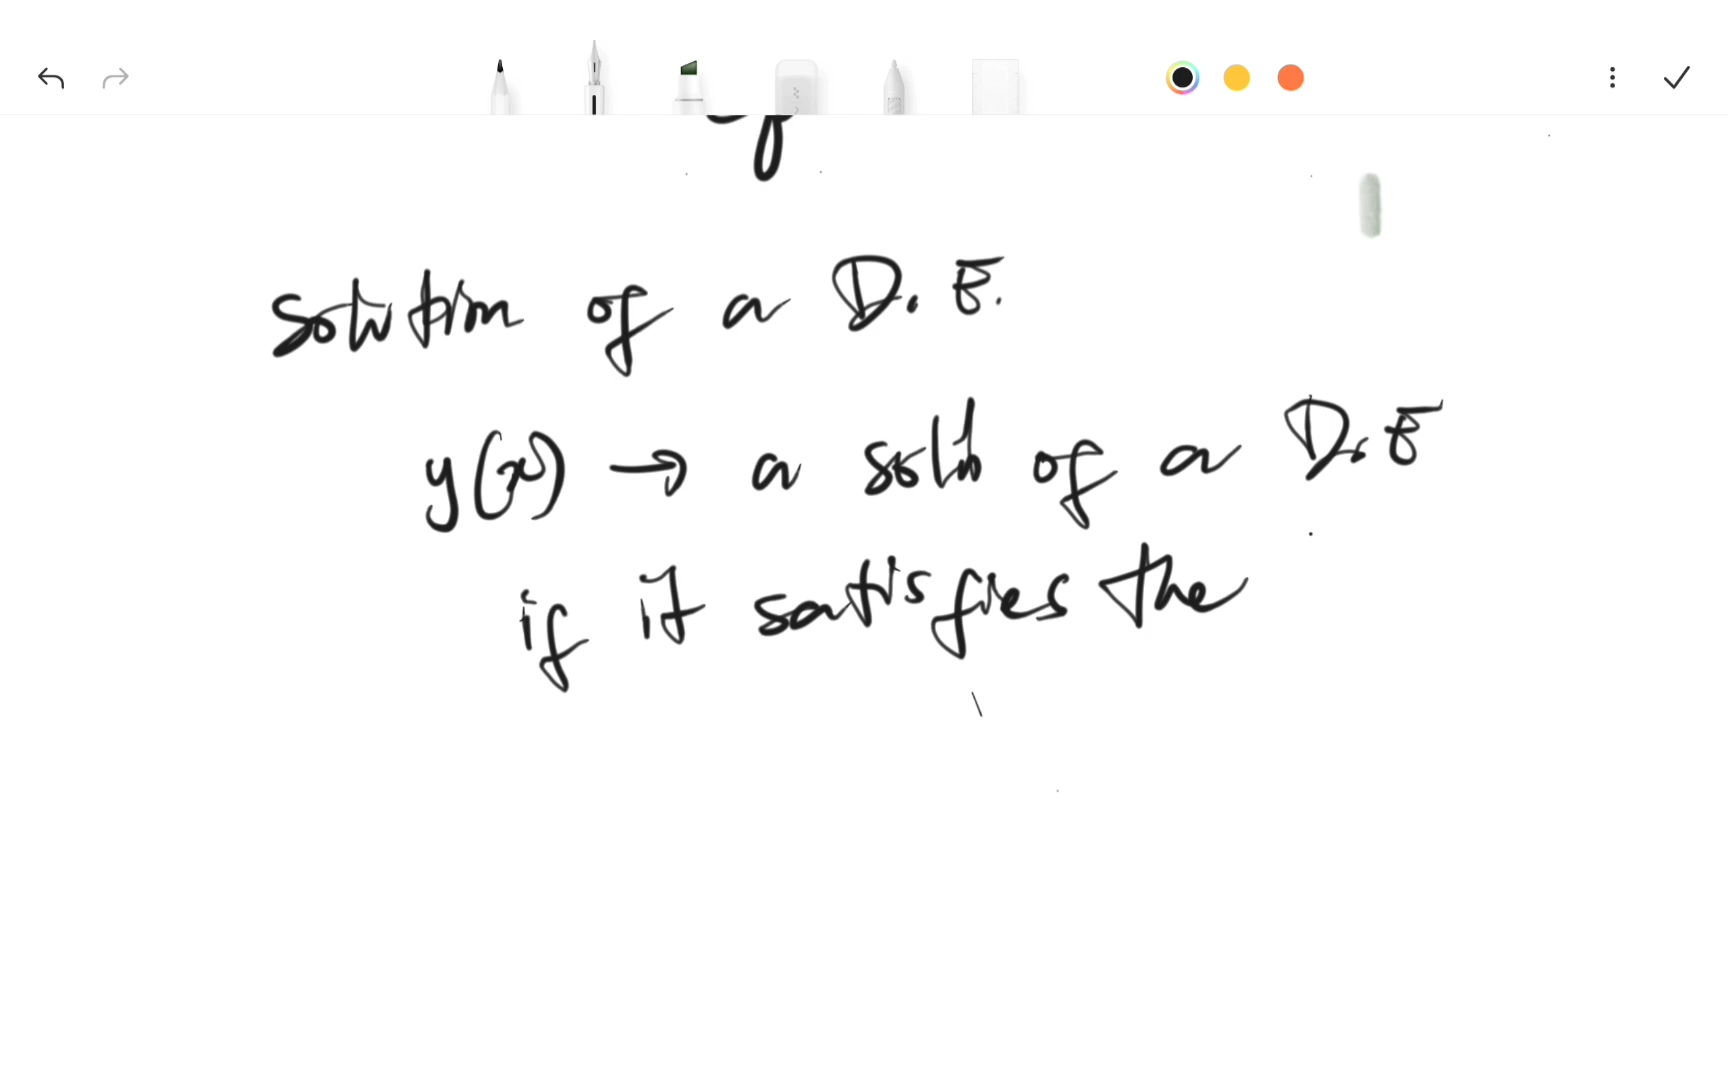 Solution of a D.E.
y(x) → a soln of a D.E
if it satisfies the